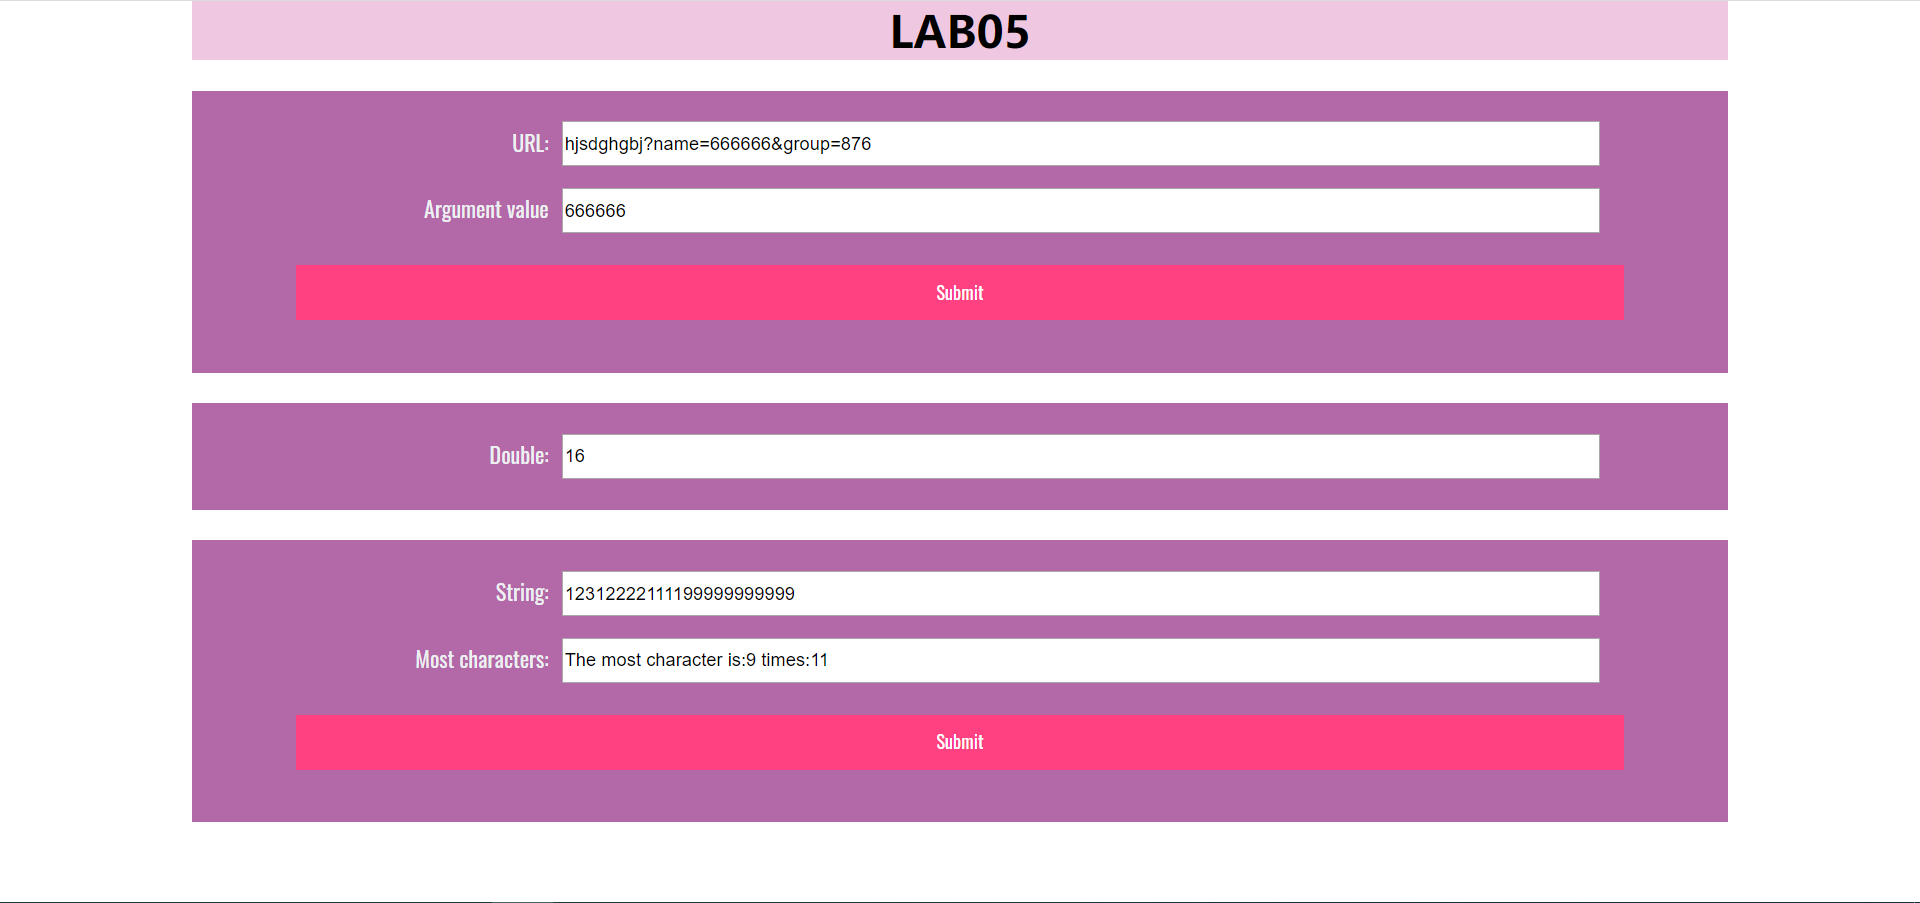 LAB05
URL:
hjsdghgbj?name=666666&group=876
Argument value
666666
Submit
Double:
16
String:
12312222111199999999999
Most characters:
The most character is:9 times:11
Submit